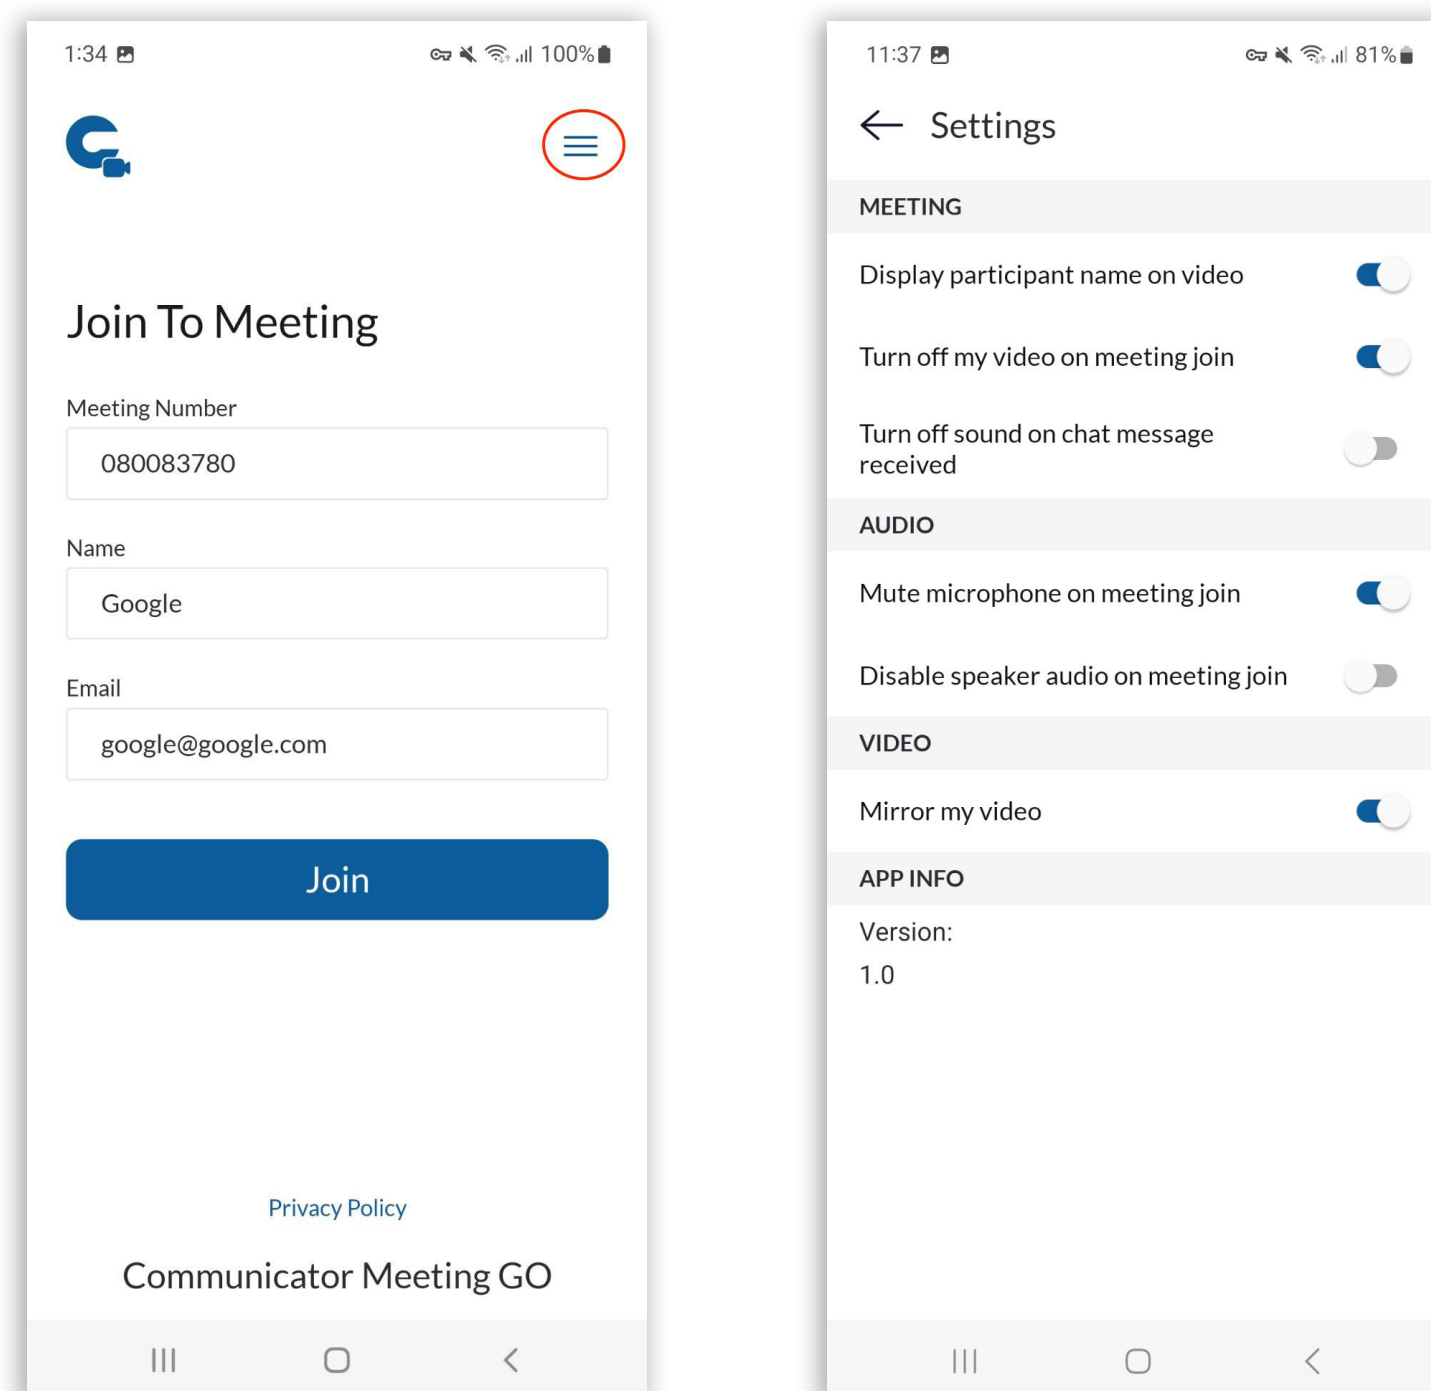 1:34
100%
Join To Meeting
Meeting Number
080083780
Name
Google
Email
google@google.com
Join
Privacy Policy
Communicator Meeting GO
11:37
81%
Settings
MEETING
Display participant name on video
Turn off my video on meeting join
Turn off sound on chat message
received
AUDIO
Mute microphone on meeting join
Disable speaker audio on meeting join
VIDEO
Mirror my video
APP INFO
Version:
1.0